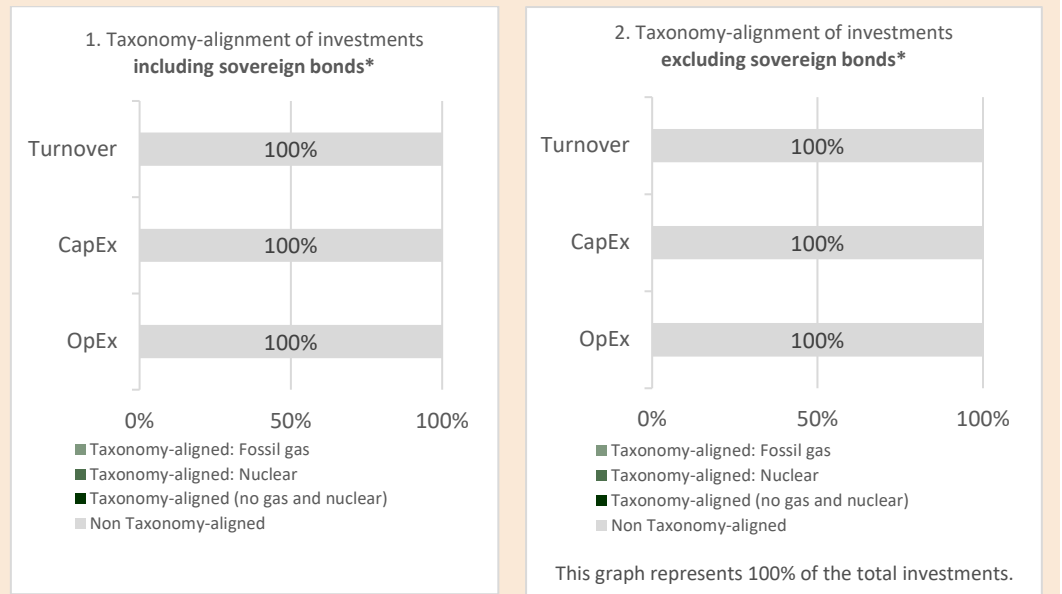 1. Taxonomy-alignment of investments
including sovereign bonds*
Turnover
100%
CapEx
100%
OpEx
100%
0%
50%
100%
Taxonomy-aligned: Fossil gas
Taxonomy-aligned: Nuclear
Taxonomy-aligned (no gas and nuclear)
Non Taxonomy-aligned
2. Taxonomy-alignment of investments
excluding sovereign bonds*
Turnover
100%
CapEx
100%
OpEx
100%
0%
50%
100%
Taxonomy-aligned: Fossil gas
Taxonomy-aligned: Nuclear
Taxonomy-aligned (no gas and nuclear)
Non Taxonomy-aligned
This graph represents 100% of the total investments.